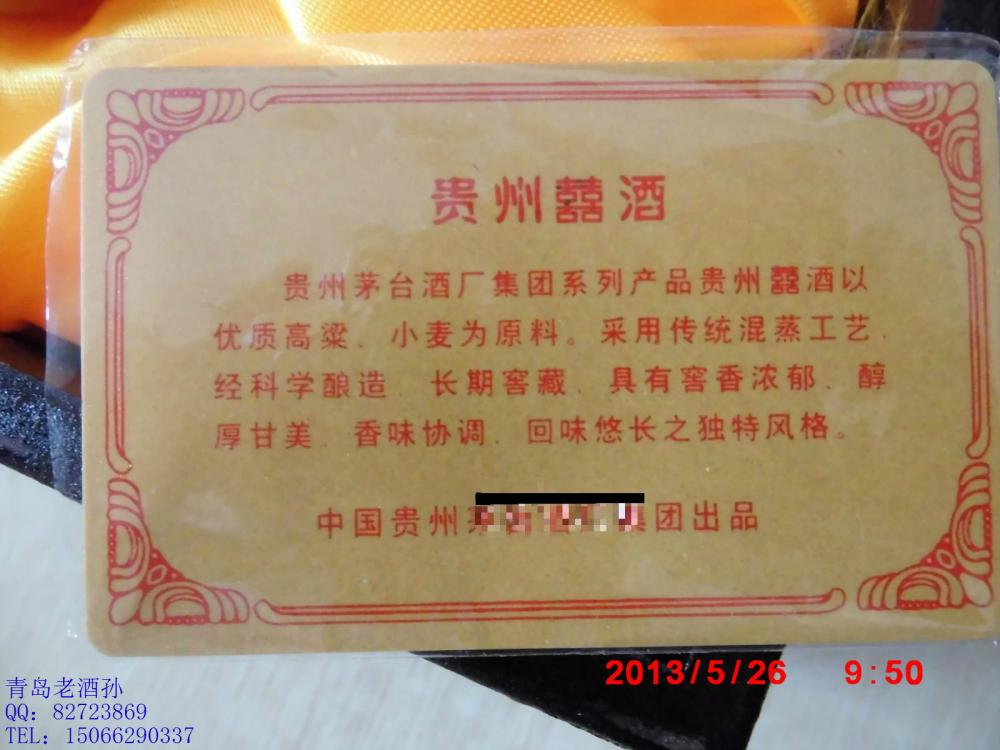 贵州囍酒
贵州茅台酒厂集团系列产品贵州囍酒以
优质高粱、小麦为原料。采用传统混蒸工艺、
经科学酿造、长期窖藏、具有窖香浓郁、醇
厚甘美、香味协调、回味悠长之独特风格。
中国贵州 集团出品
2013/5/26 9:50
青岛老酒孙
QQ：82723869
TEL：15066290337